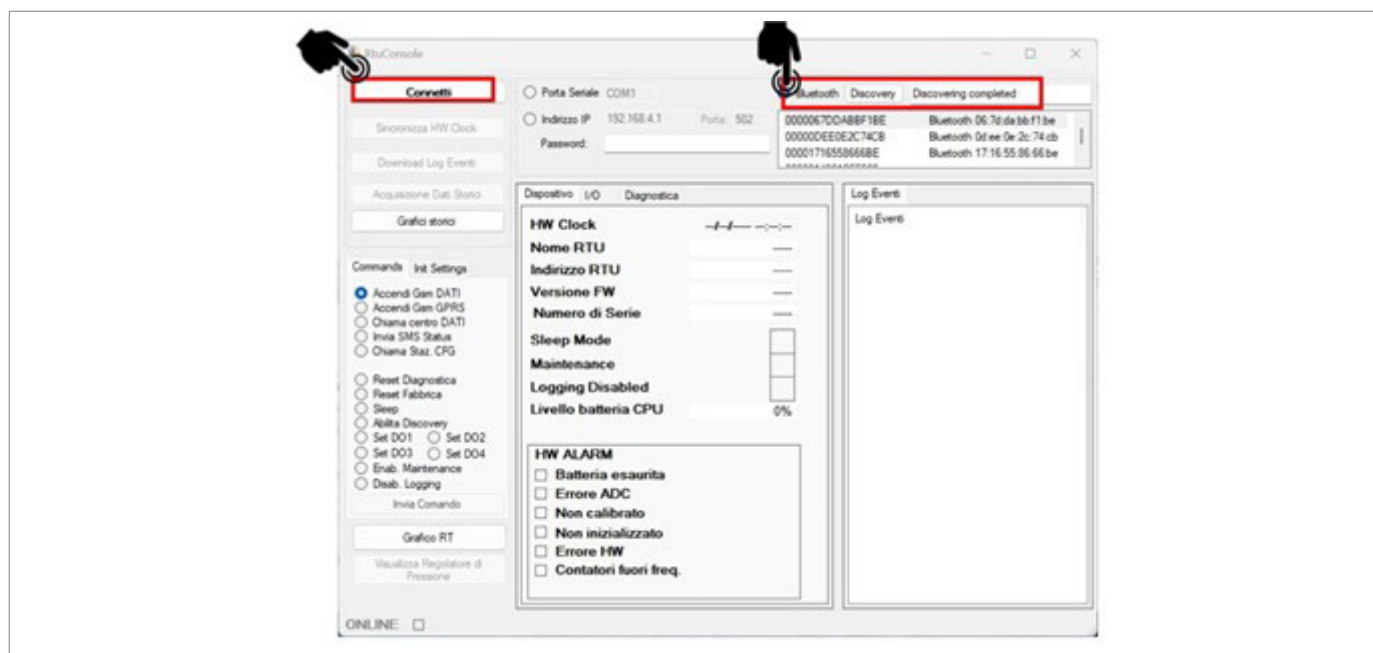 RtuConsole
Connetti
Sincronizza HW Clock
Download Log Eventi
Acquisizione Dati Storici
Grafici storici
Porta Seriale COM1
Indirizzo IP 192.168.4.1 Porta: 502
Password:
Bluetooth Discovery Discovering completed
0000067DDABBF1BE Bluetooth 06:7d:da:bb:f1:be
00000DEE0E2C74CB Bluetooth 0d:ee:0e:2c:74:cb
00001716558666BE Bluetooth 17:16:55:86:66:be
Commands Init Settings
Accendi Gsm DATI
Accendi Gsm GPRS
Chiama centro DATI
Invia SMS Status
Chiama Staz. CFG
Reset Diagnostica
Reset Fabbrica
Sleep
Abilita Discovery
Set DO1 Set DO2
Set DO3 Set DO4
Enab. Maintenance
Disab. Logging
Invia Comando
Grafico RT
Visualizza Regolatore di
Pressione
Dispositivo I/O Diagnostica
HW Clock --/--/---- --:--:--
Nome RTU -----
Indirizzo RTU -----
Versione FW -----
Numero di Serie -----
Sleep Mode
Maintenance
Logging Disabled
Livello batteria CPU 0%
HW ALARM
Batteria esaurita
Errore ADC
Non calibrato
Non inizializzato
Errore HW
Contatori fuori freq.
Log Eventi
Log Eventi
ONLINE